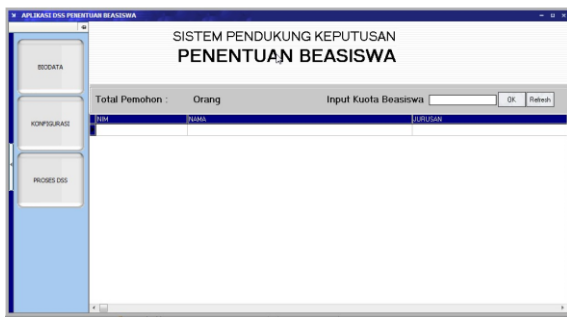 APLIKASI DSS PENENTUAN BEASISWA
SISTEM PENDUKUNG KEPUTUSAN
PENENTUAN BEASISWA
BIODATA
Total Pemohon : Orang Input Kuota Beasiswa OK Refresh
NIM NAMA JURUSAN
KONFIGURASI
PROSES DSS